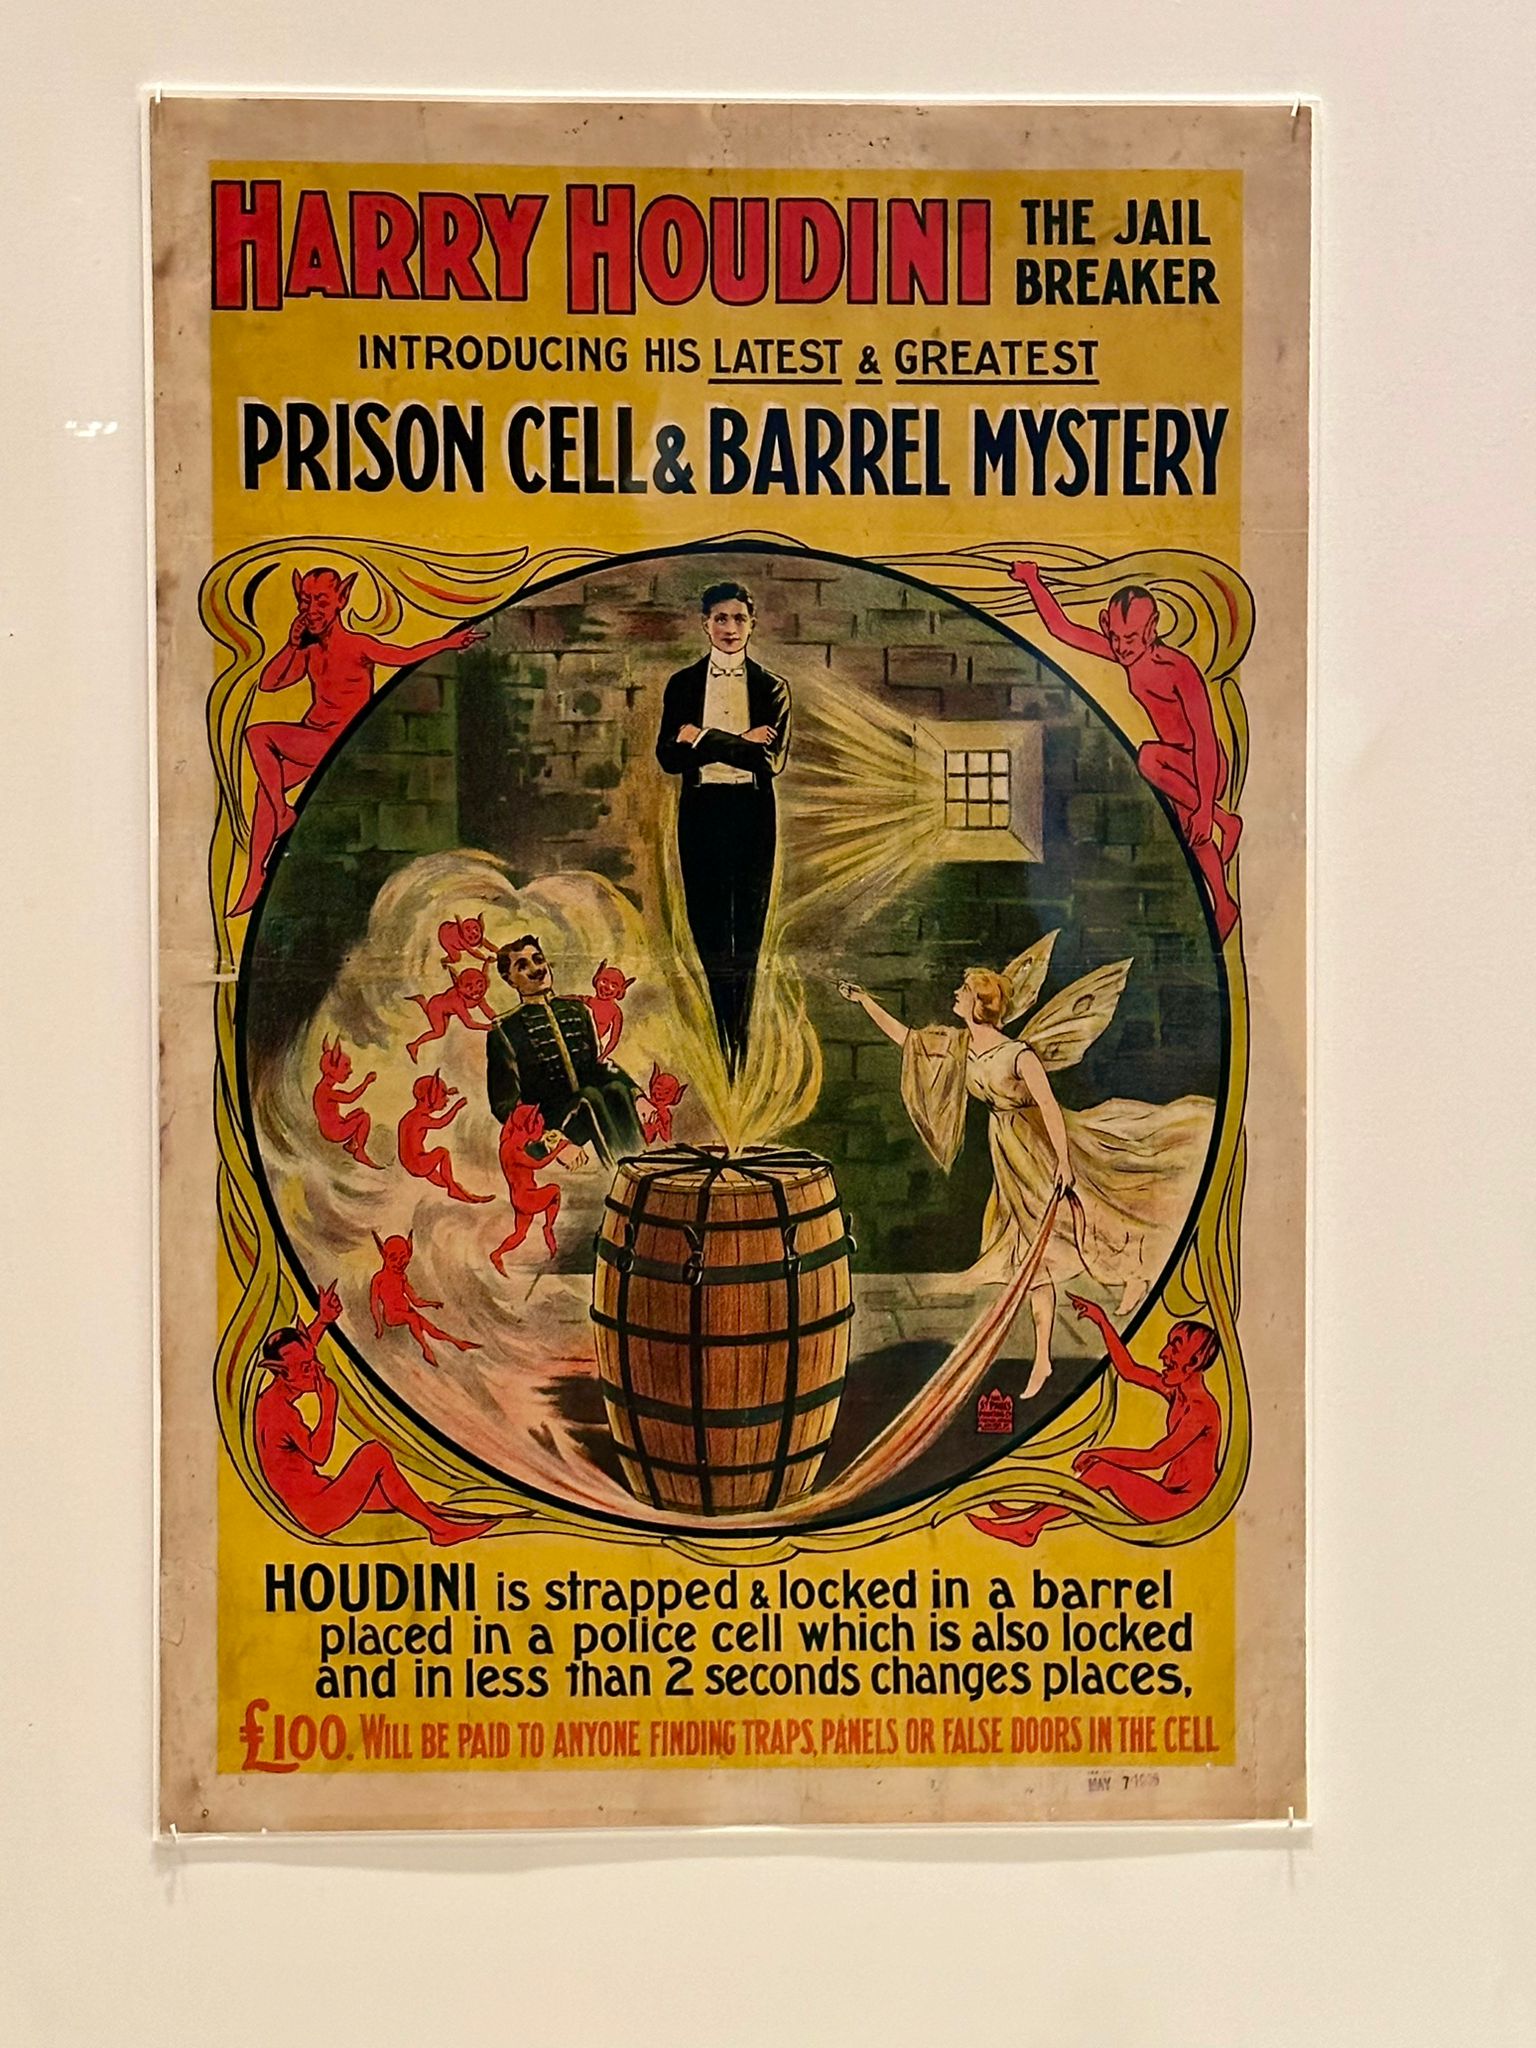 HARRY HOUDINI THE JAIL
BREAKER
INTRODUCING HIS LATEST & GREATEST
PRISON CELL & BARREL MYSTERY
HOUDINI is strapped & locked in a barrel
placed in a police cell which is also locked
and in less than 2 seconds changes places,
£100. WILL BE PAID TO ANYONE FINDING TRAPS, PANELS OR FALSE DOORS IN THE CELL
MAY 7